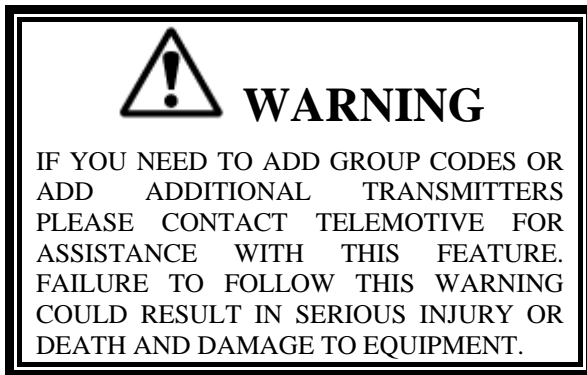 WARNING
IF YOU NEED TO ADD GROUP CODES OR
ADD ADDITIONAL TRANSMITTERS
PLEASE CONTACT TELEMOTIVE FOR
ASSISTANCE WITH THIS FEATURE.
FAILURE TO FOLLOW THIS WARNING
COULD RESULT IN SERIOUS INJURY OR
DEATH AND DAMAGE TO EQUIPMENT.